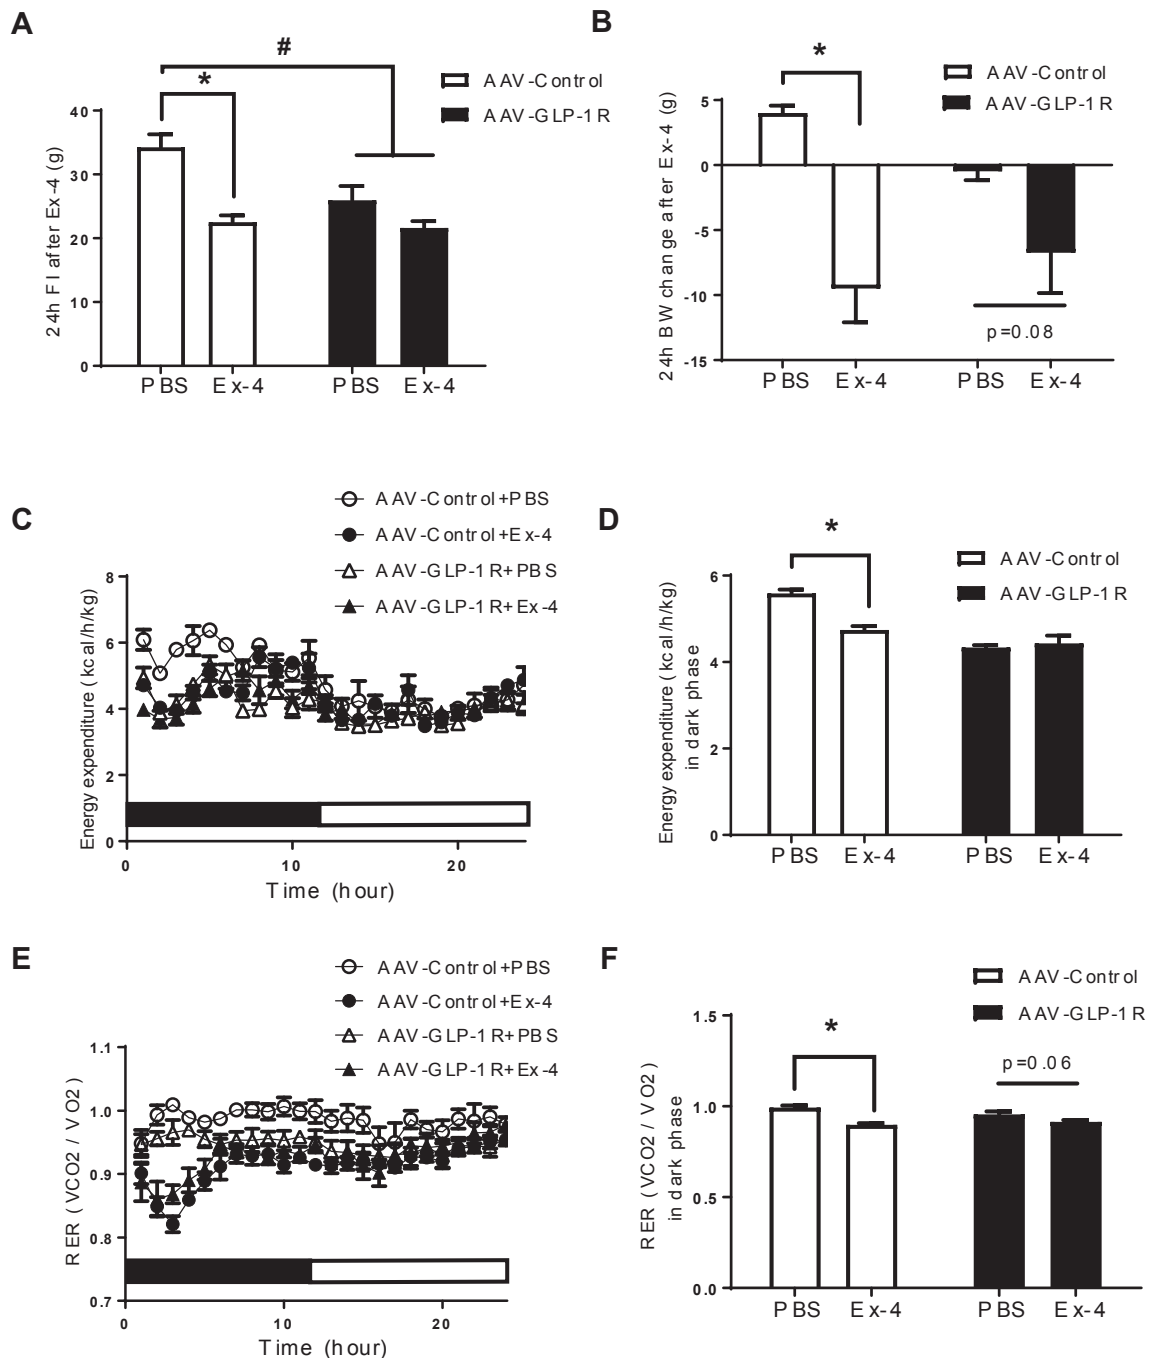 A
#
*
AAV-Control
AAV-GLP-1R
24h FI after Ex-4 (g)
40
30
20
10
0
PBS
Ex-4
PBS
Ex-4
B
*
AAV-Control
AAV-GLP-1R
24h BW change after Ex-4 (g)
5
0
-5
-10
-15
p=0.08
PBS
Ex-4
PBS
Ex-4
C
AAV-Control+PBS
AAV-Control+Ex-4
AAV-GLP-1R+PBS
AAV-GLP-1R+Ex-4
Energy expenditure (kcal/h/kg)
8
6
4
2
0
0
10
20
Time (hour)
D
*
AAV-Control
AAV-GLP-1R
Energy expenditure (kcal/h/kg)
in dark phase
6
4
2
0
PBS
Ex-4
PBS
Ex-4
E
AAV-Control+PBS
AAV-Control+Ex-4
AAV-GLP-1R+PBS
AAV-GLP-1R+Ex-4
RER (VCO2 / VO2)
1.1
1.0
0.9
0.8
0.7
0
10
20
Time (hour)
F
*
AAV-Control
AAV-GLP-1R
p=0.06
RER (VCO2 / VO2)
in dark phase
1.5
1.0
0.5
0.0
PBS
Ex-4
PBS
Ex-4